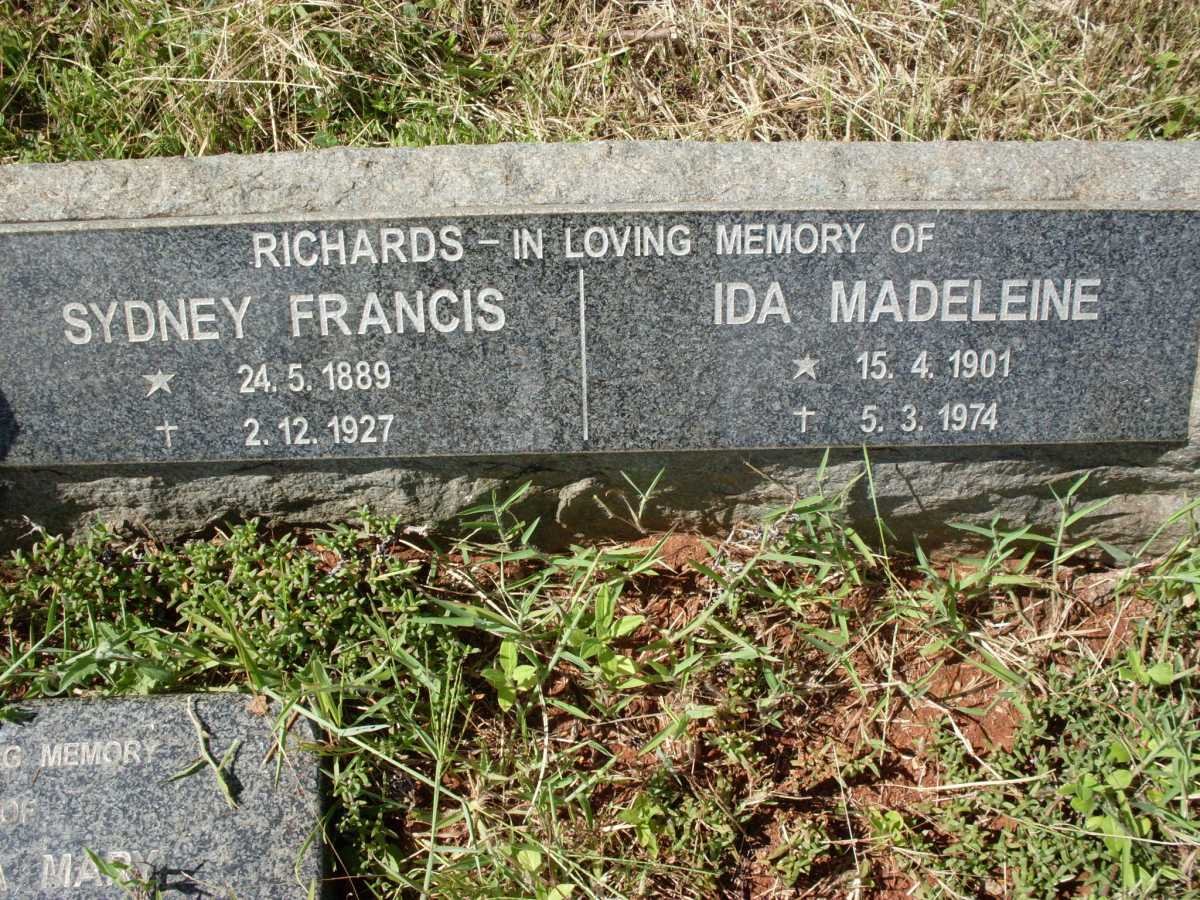 RICHARDS – IN LOVING MEMORY OF
SYDNEY FRANCIS
24. 5. 1889
2. 12. 1927
IDA MADELEINE
15. 4. 1901
5. 3. 1974
MEMORY
OF
MARY